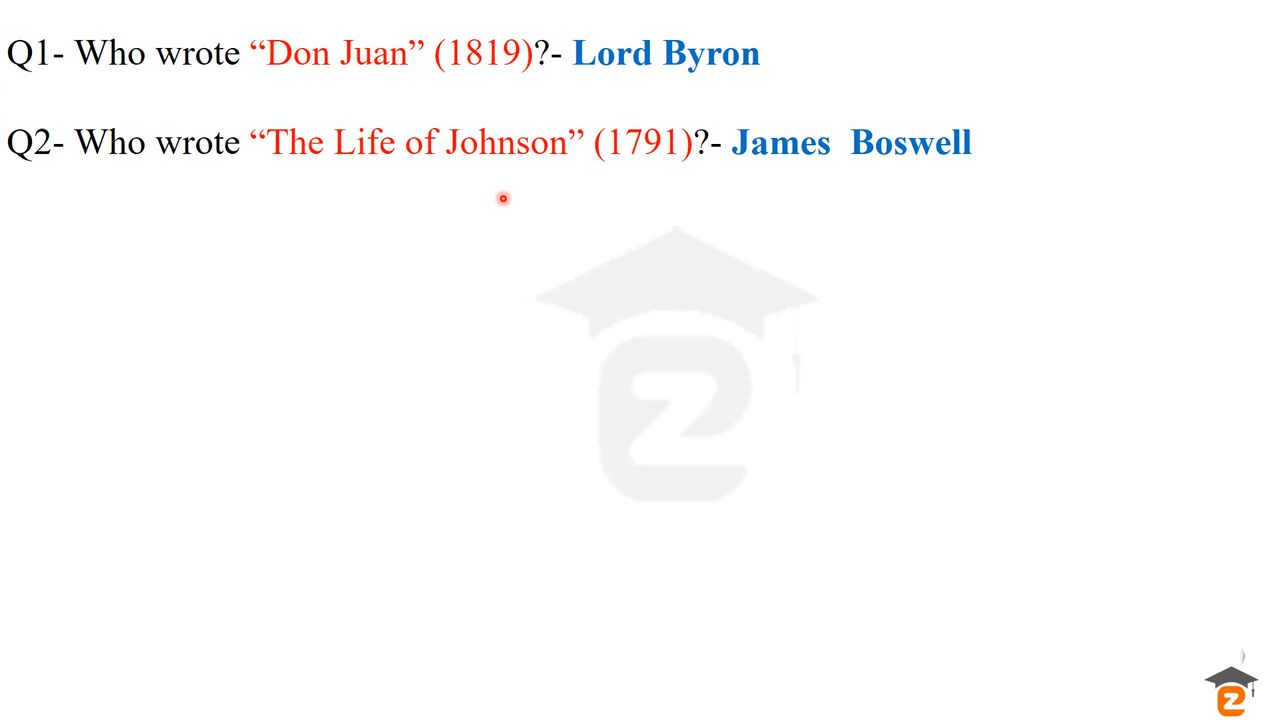 Q1- Who wrote “Don Juan” (1819)?- Lord Byron
Q2- Who wrote “The Life of Johnson” (1791)?- James  Boswell